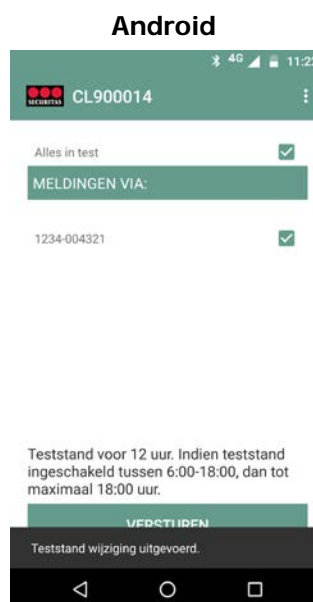 Android
4G 11:2
SECURITAS CL900014
Alles in test
MELDINGEN VIA:
1234-004321
Teststand voor 12 uur. Indien teststand
ingeschakeld tussen 6:00-18:00, dan tot
maximaal 18:00 uur.
VERSTUREN
Teststand wijziging uitgevoerd.